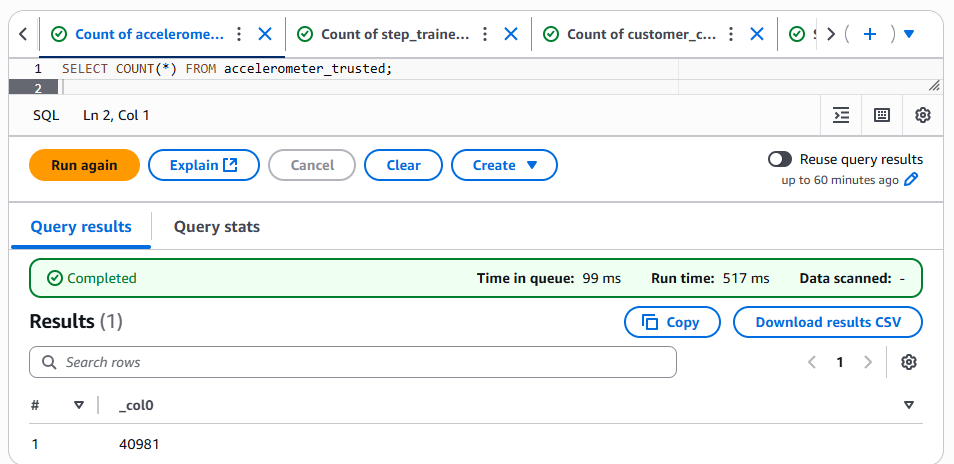 Count of accelerome... Count of step_traine... Count of customer_c...
1 SELECT COUNT(*) FROM accelerometer_trusted;
2
SQL Ln 2, Col 1
Run again Explain Cancel Clear Create Reuse query results
up to 60 minutes ago
Query results Query stats
Completed Time in queue: 99 ms Run time: 517 ms Data scanned: -
Results (1) Copy Download results CSV
Search rows 1
# _col0
1 40981